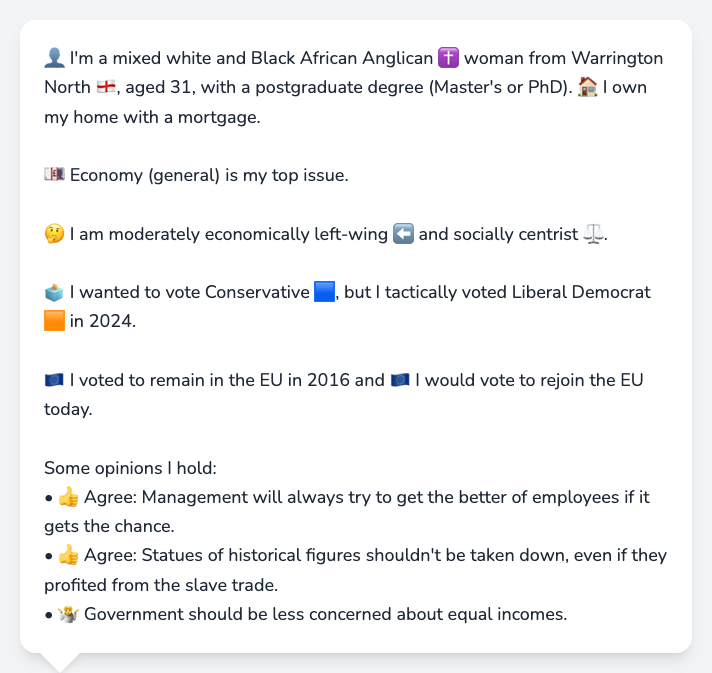 👤 I'm a mixed white and Black African Anglican ✝️ woman from Warrington
North 🏴󠁧󠁢󠁥󠁮󠁧󠁿, aged 31, with a postgraduate degree (Master's or PhD). 🏠 I own
my home with a mortgage.
💷 Economy (general) is my top issue.
🤔 I am moderately economically left-wing ⬅️ and socially centrist ⚖️.
🗳️ I wanted to vote Conservative 🟦, but I tactically voted Liberal Democrat
🟧 in 2024.
🇪🇺 I voted to remain in the EU in 2016 and 🇪🇺 I would vote to rejoin the EU
today.
Some opinions I hold:
• 👍 Agree: Management will always try to get the better of employees if it
gets the chance.
• 👍 Agree: Statues of historical figures shouldn't be taken down, even if they
profited from the slave trade.
• 🤷 Government should be less concerned about equal incomes.